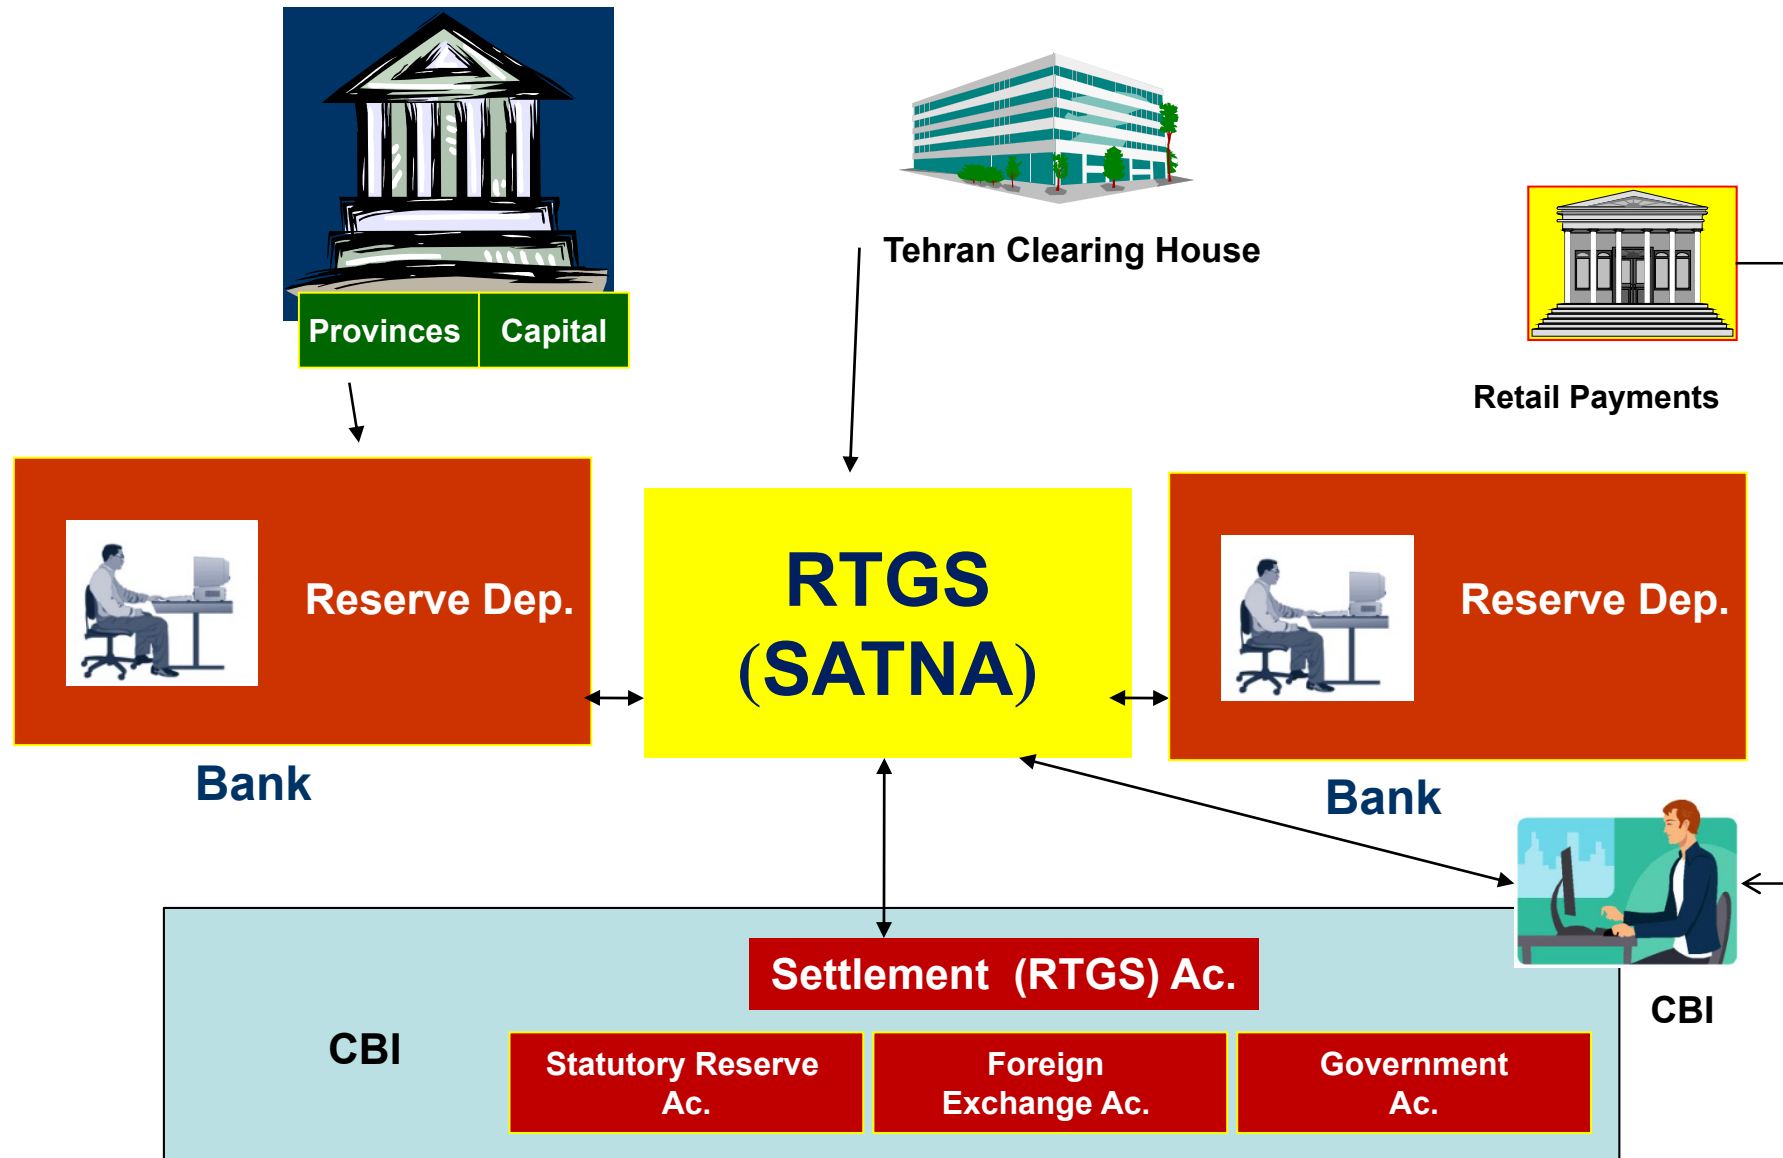 Tehran Clearing House
Provinces
Capital
Retail Payments
Reserve Dep.
RTGS
(SATNA)
Reserve Dep.
Bank
Bank
Settlement  (RTGS) Ac.
CBI
CBI
Statutory Reserve
Ac.
Foreign
Exchange Ac.
Government
Ac.